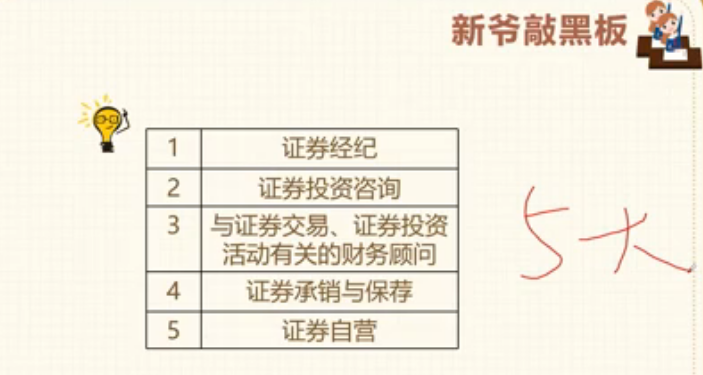 新爷敲黑板
1 证券经纪
2 证券投资咨询
3 与证券交易、证券投资
活动有关的财务顾问
4 证券承销与保荐
5 证券自营
5大